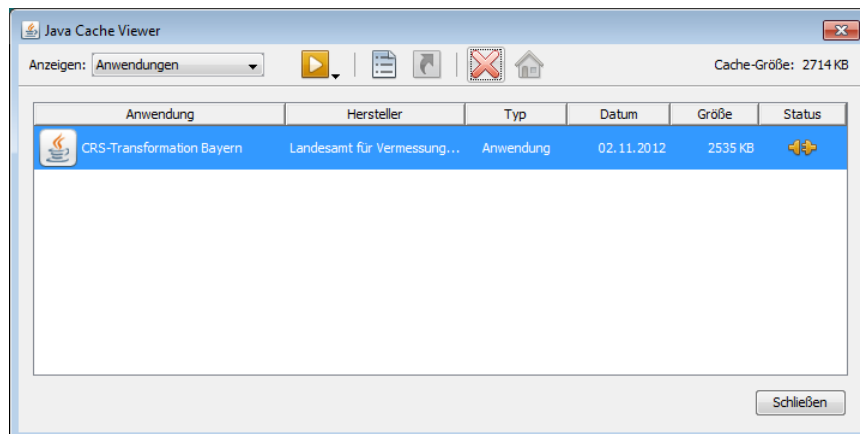 Java Cache Viewer
Anzeigen: Anwendungen Cache-Größe: 2714 KB
Anwendung Hersteller Typ Datum Größe Status
CRS-Transformation Bayern Landesamt für Vermessung... Anwendung 02.11.2012 2535 KB
Schließen